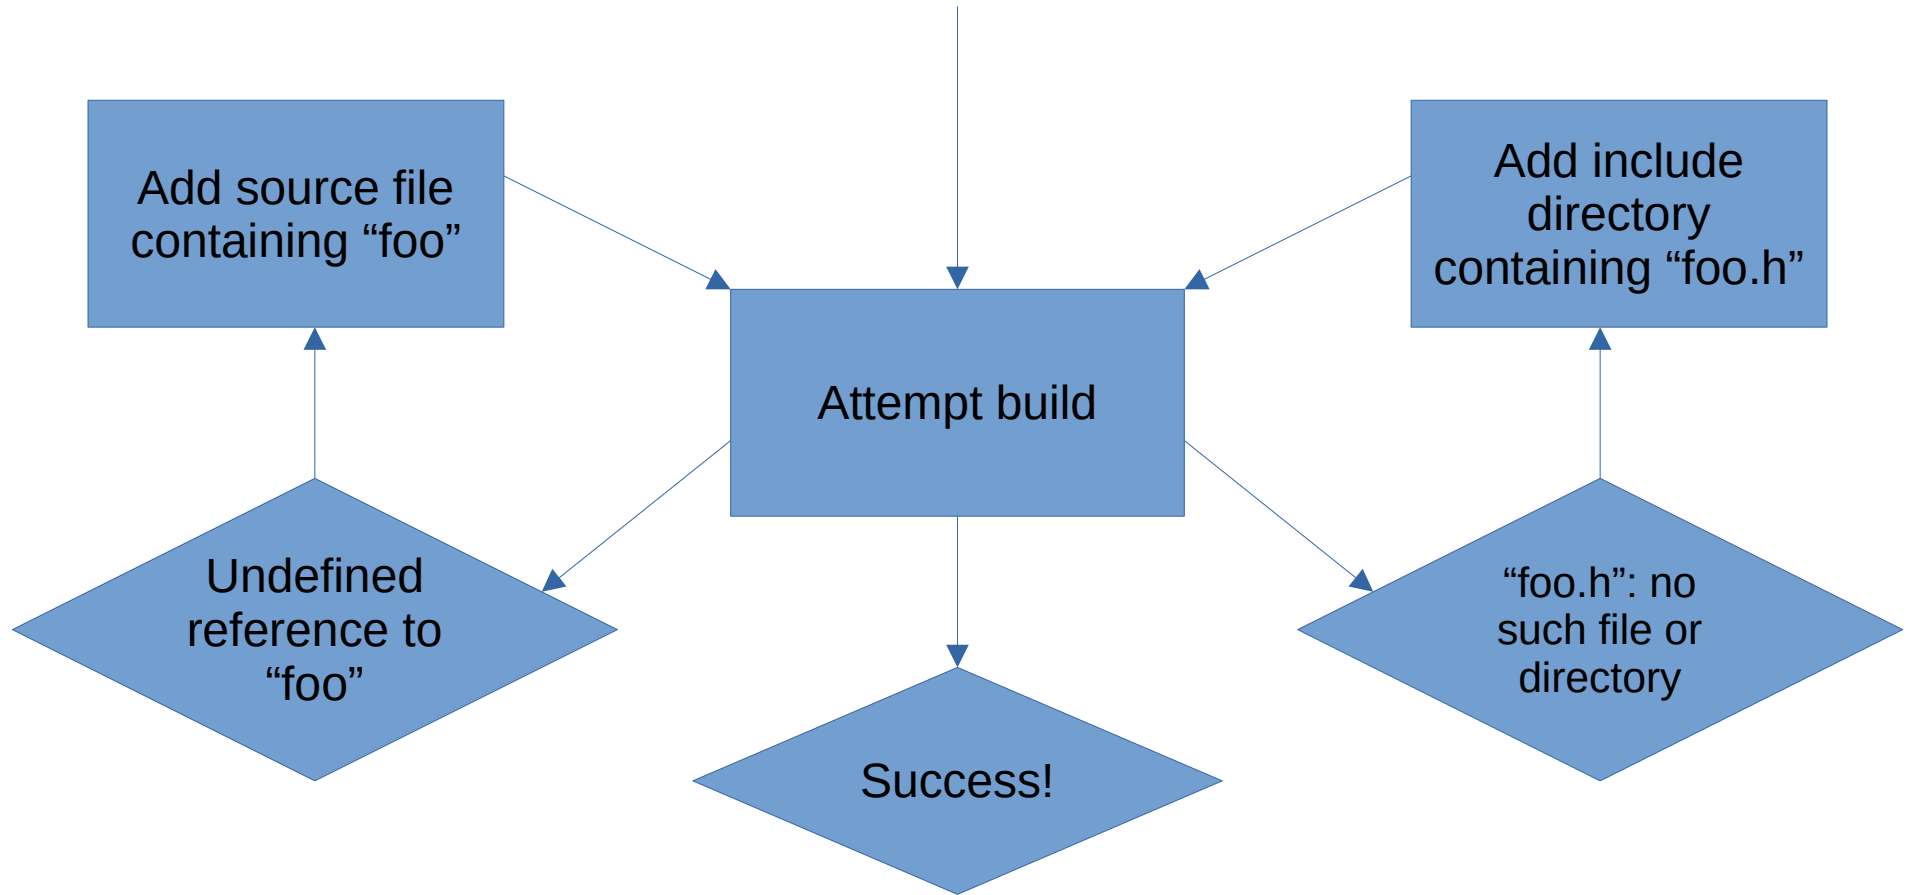 Add source file
containing “foo”
Add include
directory
containing “foo.h”
Attempt build
Undefined
reference to
“foo”
“foo.h”: no
such file or
directory
Success!